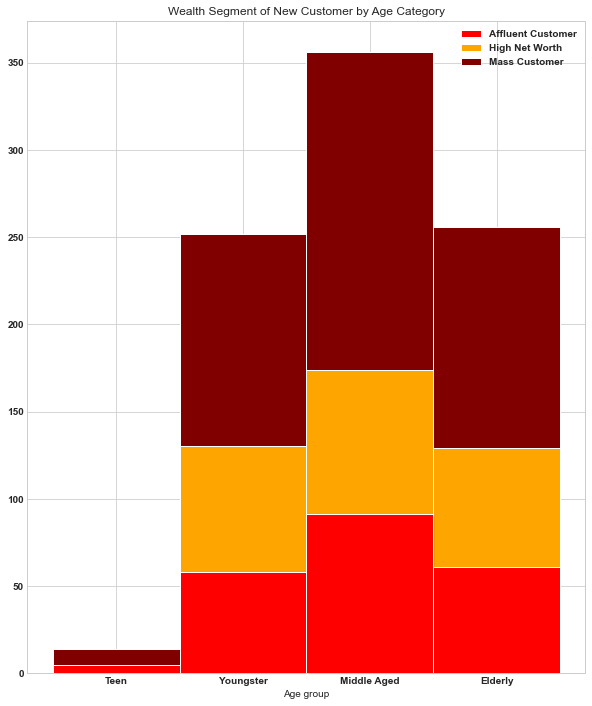 Wealth Segment of New Customer by Age Category
Affluent Customer
High Net Worth
Mass Customer
350
300
250
200
150
100
50
0
Teen Youngster Middle Aged Elderly
Age group